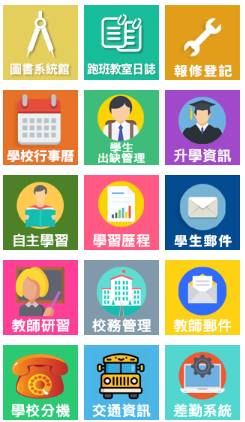 圖書系統館
跑班教室日誌
報修登記
學校行事曆
學生
出缺管理
升學資訊
自主學習
學習歷程
學生郵件
教師研習
校務管理
教師郵件
學校分機
交通資訊
差勤系統